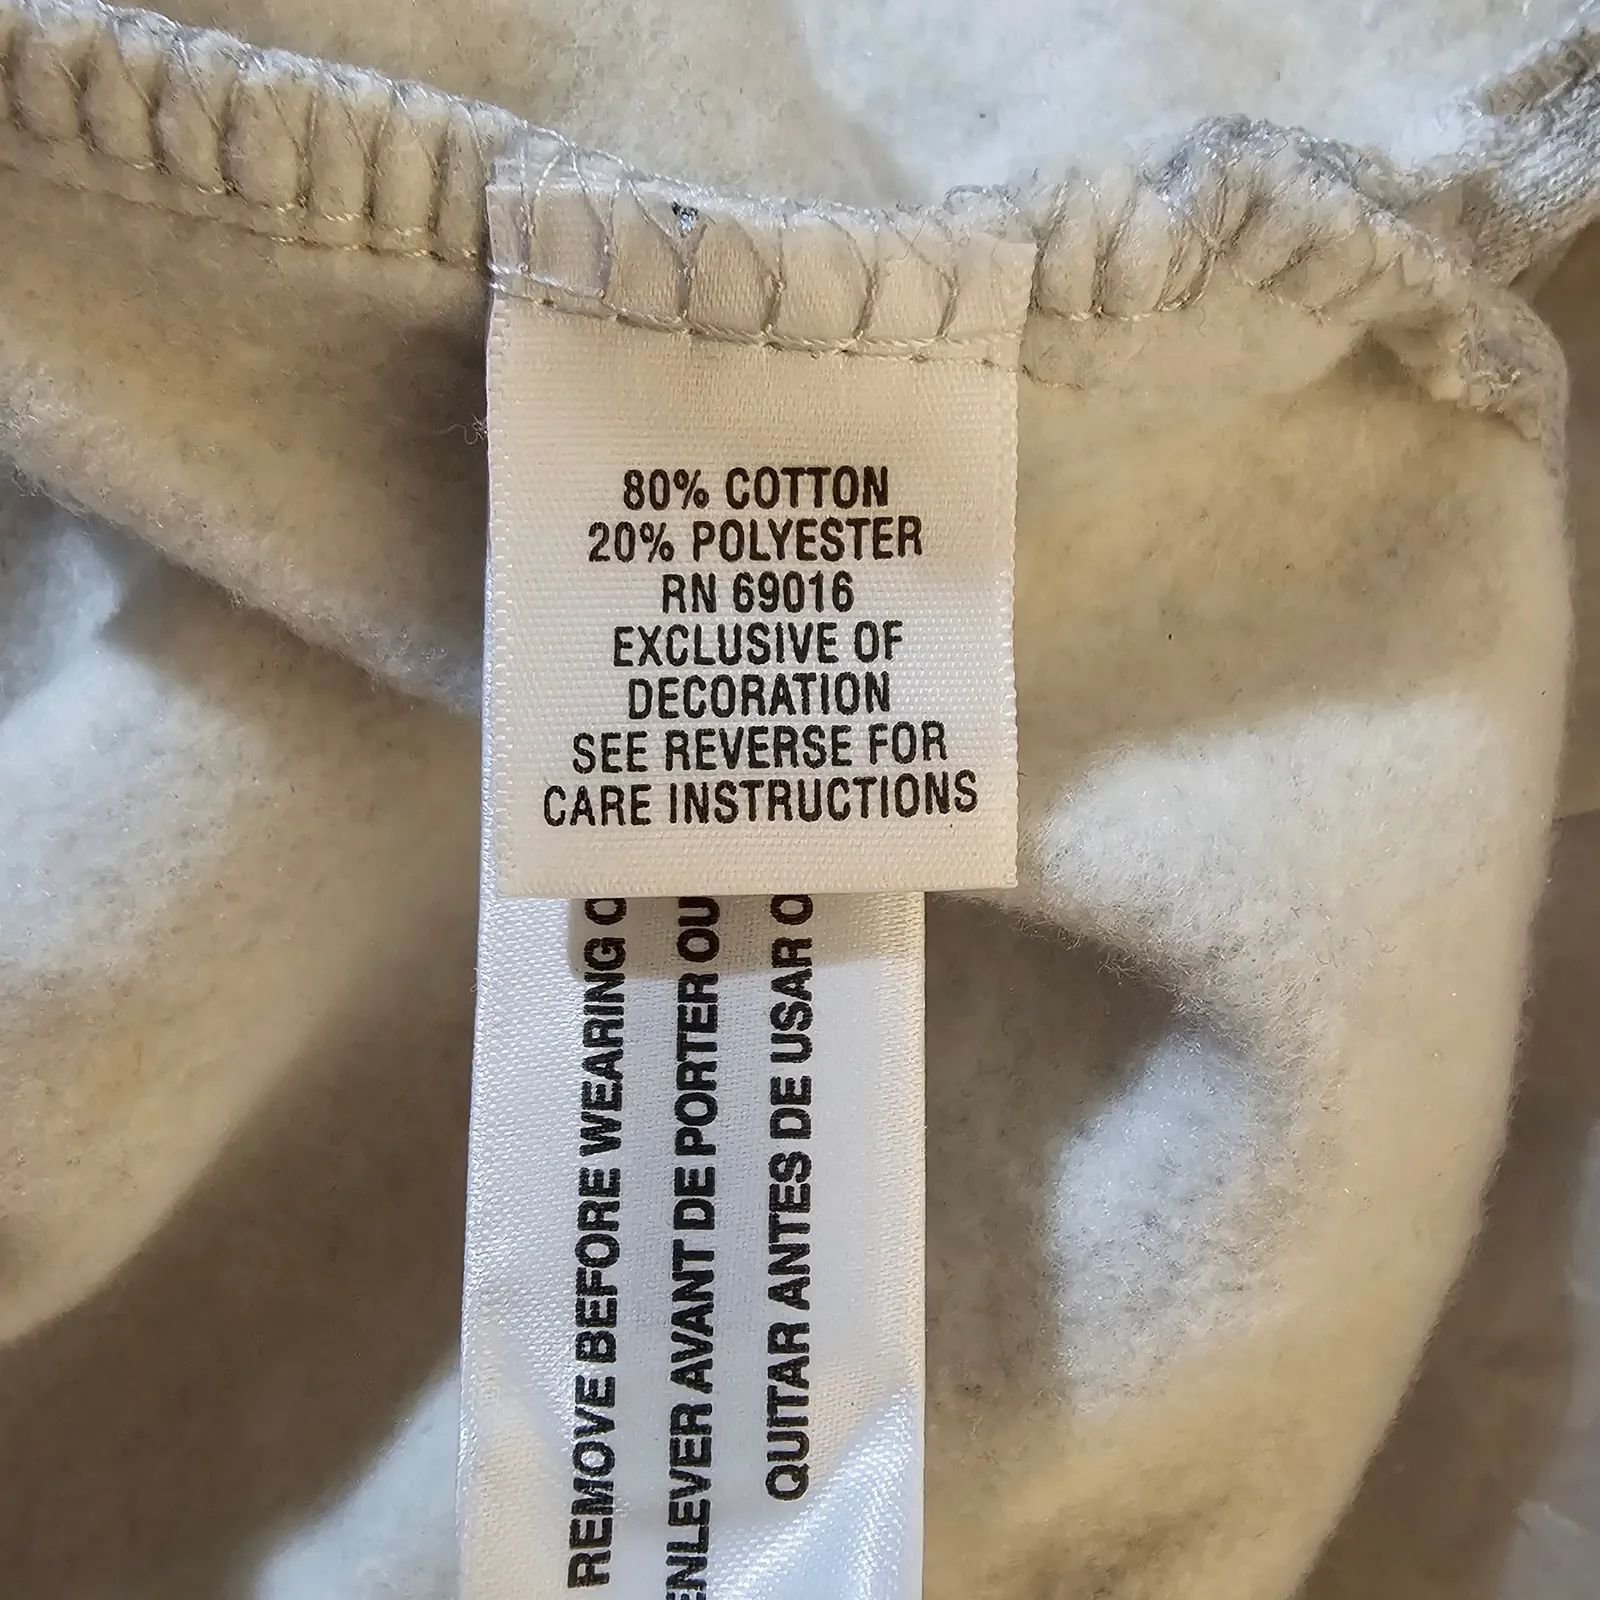 80% COTTON
20% POLYESTER
RN 69016
EXCLUSIVE OF
DECORATION
SEE REVERSE FOR
CARE INSTRUCTIONS
REMOVE BEFORE WEARING
ENLEVER AVANT DE PORTER OU
QUITAR ANTES DE USAR O